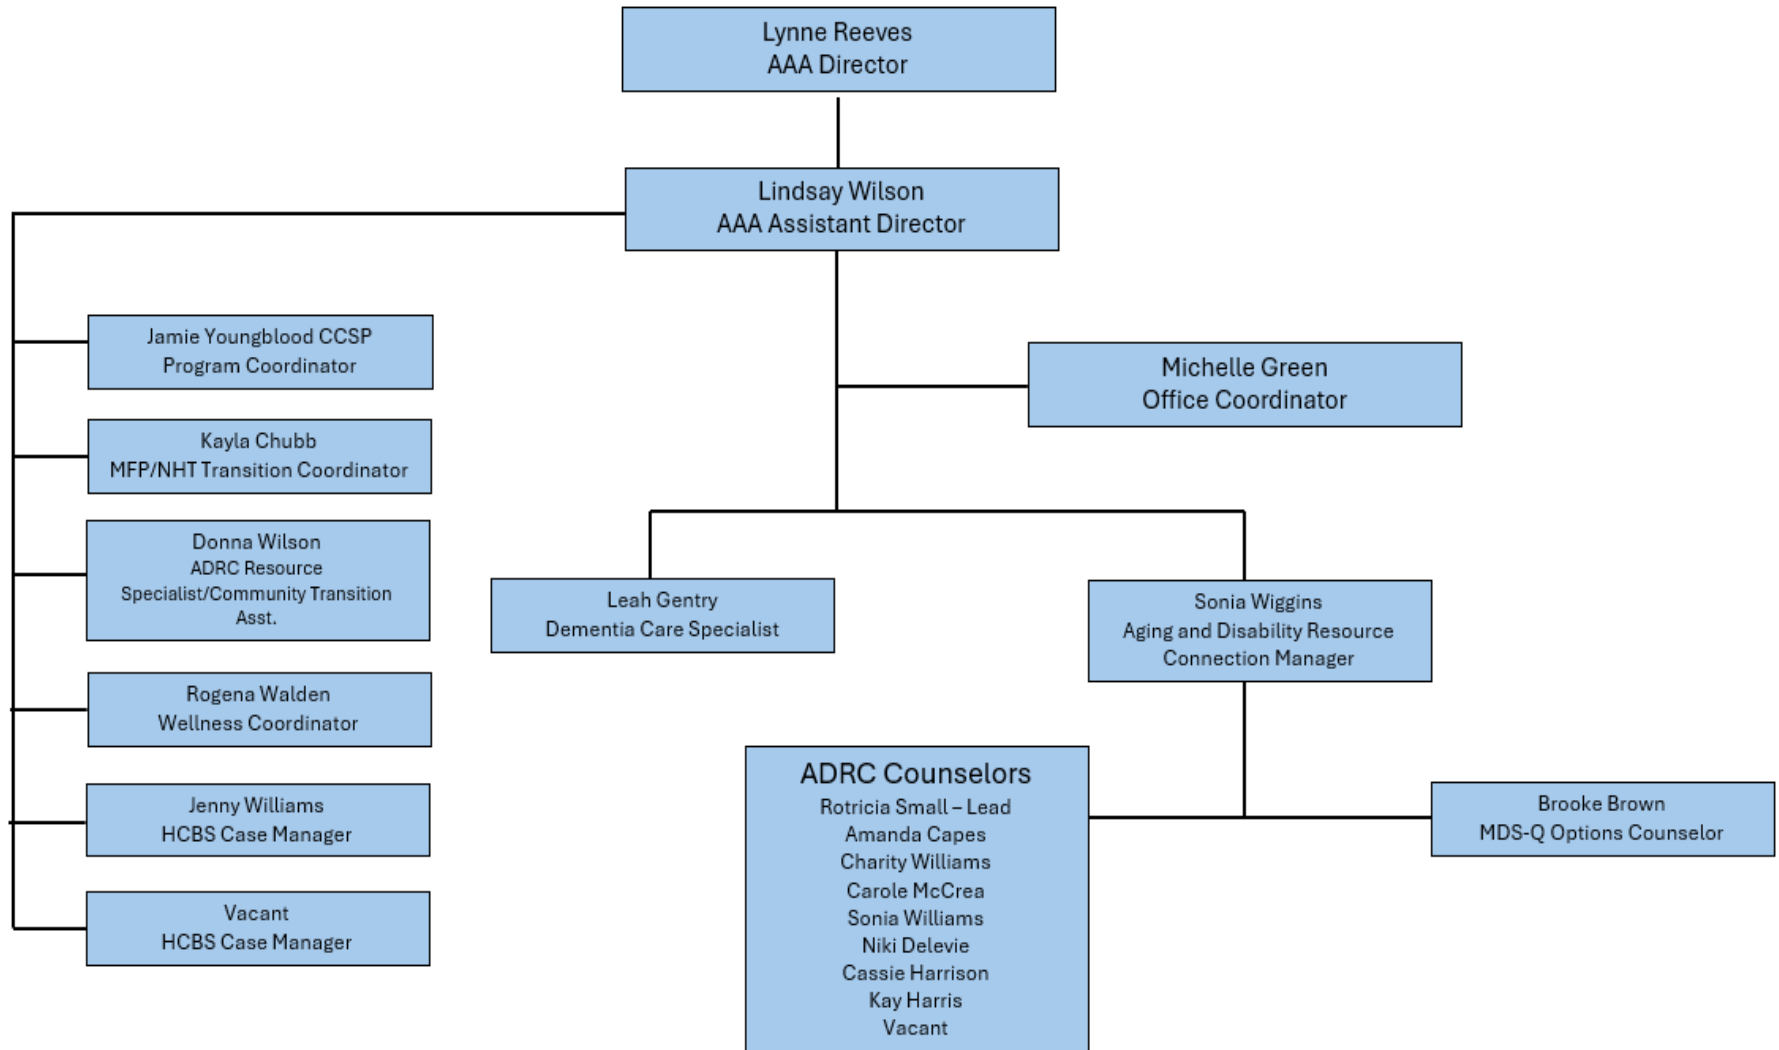 Lynne Reeves
AAA Director
Lindsay Wilson
AAA Assistant Director
Jamie Youngblood CCSP
Program Coordinator
Kayla Chubb
MFP/NHT Transition Coordinator
Donna Wilson
ADRC Resource
Specialist/Community Transition
Asst.
Rogena Walden
Wellness Coordinator
Jenny Williams
HCBS Case Manager
Vacant
HCBS Case Manager
Michelle Green
Office Coordinator
Leah Gentry
Dementia Care Specialist
Sonia Wiggins
Aging and Disability Resource
Connection Manager
ADRC Counselors
Rotricia Small – Lead
Amanda Capes
Charity Williams
Carole McCrea
Sonia Williams
Niki Delevie
Cassie Harrison
Kay Harris
Vacant
Brooke Brown
MDS-Q Options Counselor